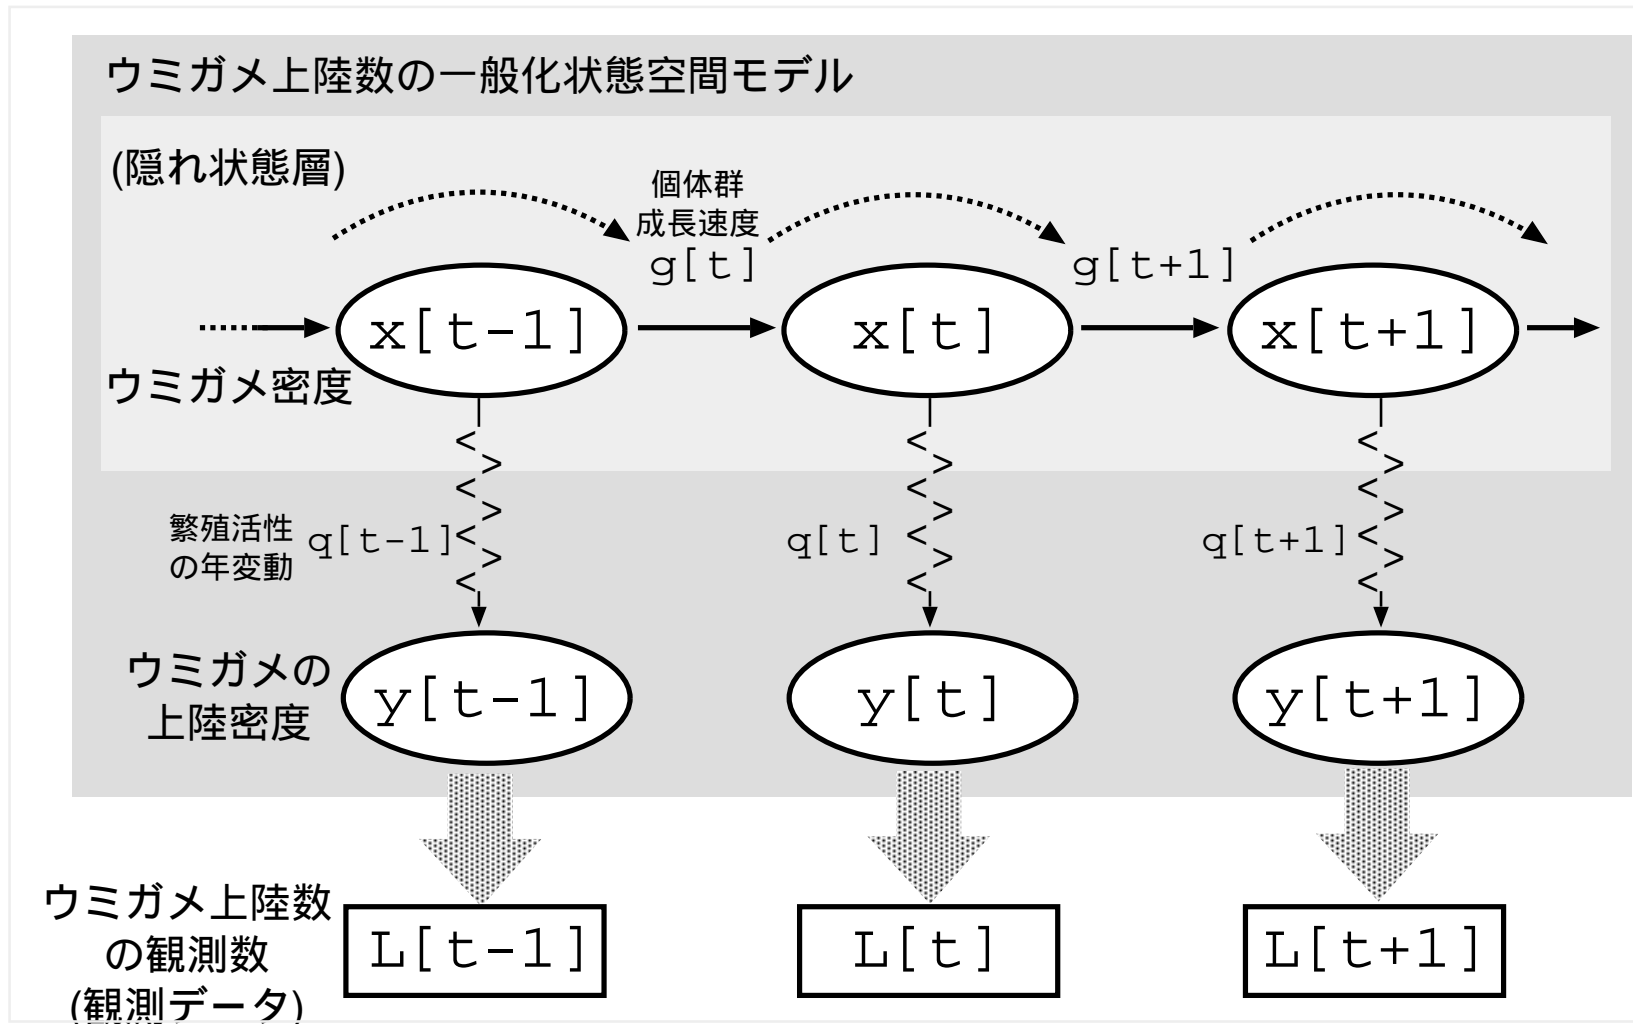 ウミガメ上陸数の一般化状態空間モデル
(隠れ状態層)
個体群
成長速度
g[t]
g[t+1]
x[t-1]
x[t]
x[t+1]
ウミガメ密度
繁殖活性
の年変動
q[t-1]
q[t]
q[t+1]
ウミガメの
上陸密度
y[t-1]
y[t]
y[t+1]
ウミガメ上陸数
の観測数
(観測データ)
L[t-1]
L[t]
L[t+1]